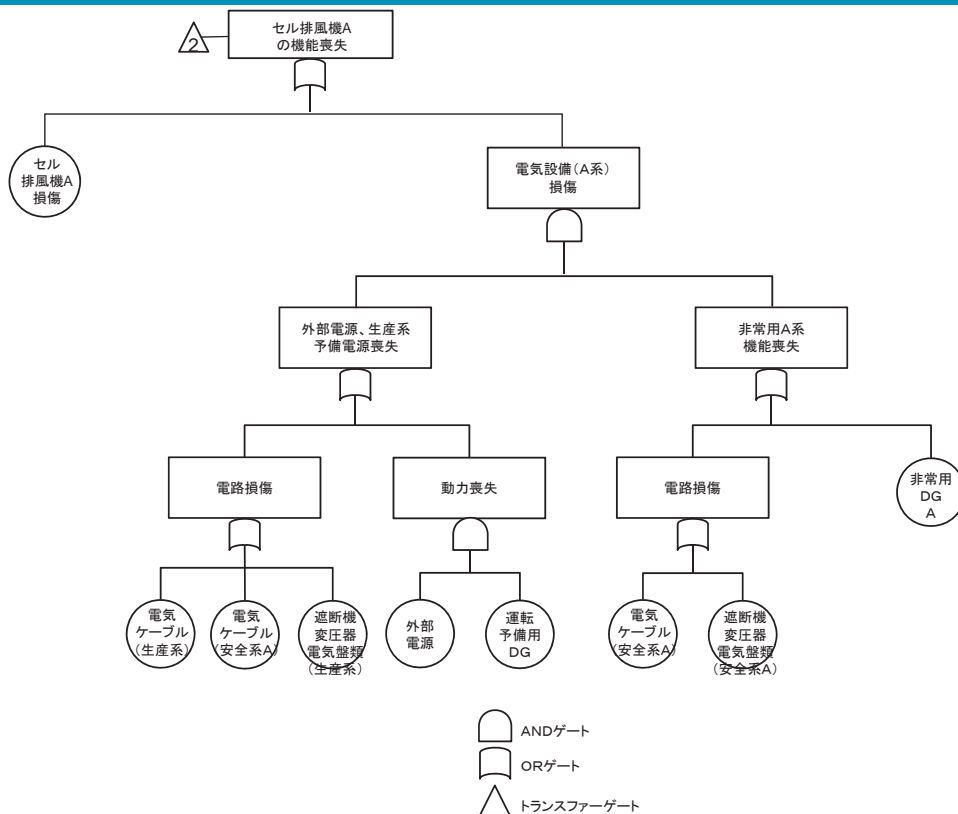 セル排風機A
の機能喪失
2
セル
排風機A
損傷
電気設備(A系)
損傷
外部電源、生産系
予備電源喪失
非常用A系
機能喪失
電路損傷
動力喪失
電路損傷
非常用
DG
A
電気
ケーブル
(生産系)
電気
ケーブル
(安全系A)
遮断機
変圧器
電気盤類
(生産系)
外部
電源
運転
予備用
DG
電気
ケーブル
(安全系A)
遮断機
変圧器
電気盤類
(安全系A)
ANDゲート
ORゲート
トランスファーゲート